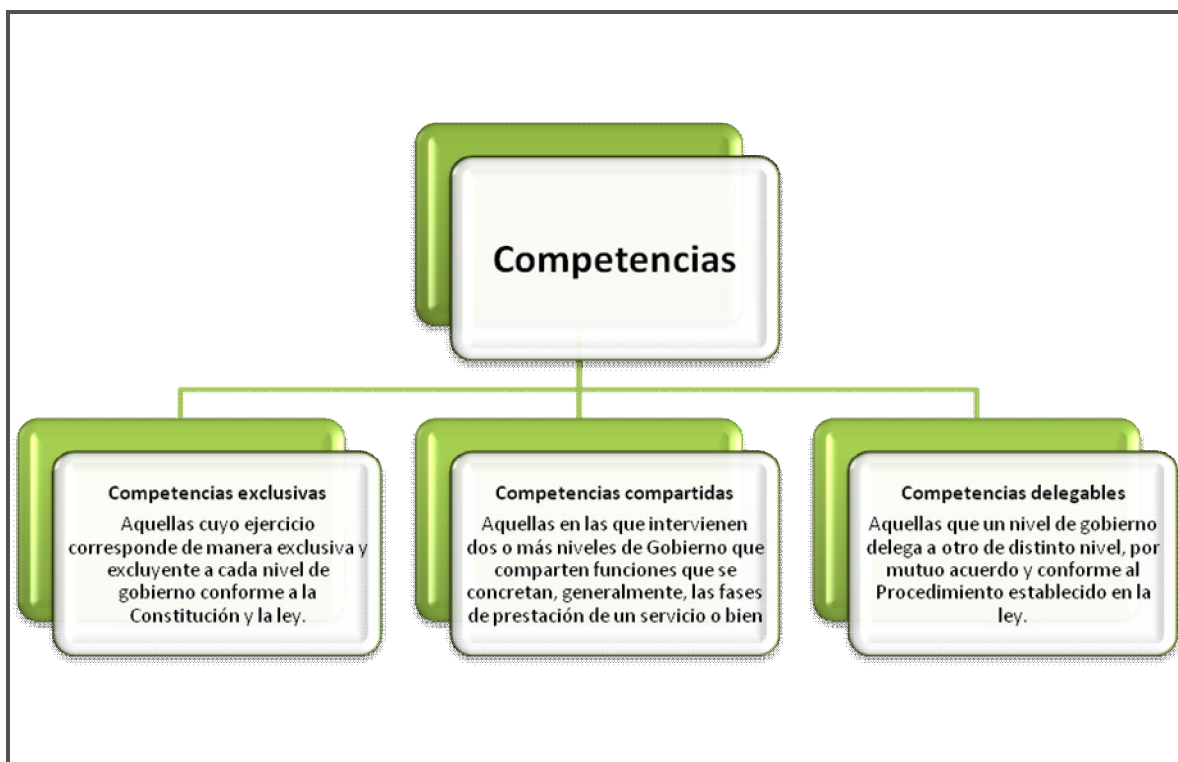 Competencias
Competencias exclusivas
Aquellas cuyo ejercicio
corresponde de manera exclusiva y
excluyente a cada nivel de
gobierno conforme a la
Constitución y la ley.
Competencias compartidas
Aquellas en las que intervienen
dos o más niveles de Gobierno que
comparten funciones que se
concretan, generalmente, las fases
de prestación de un servicio o bien
Competencias delegables
Aquellas que un nivel de gobierno
delega a otro de distinto nivel, por
mutuo acuerdo y conforme al
Procedimiento establecido en la
ley.